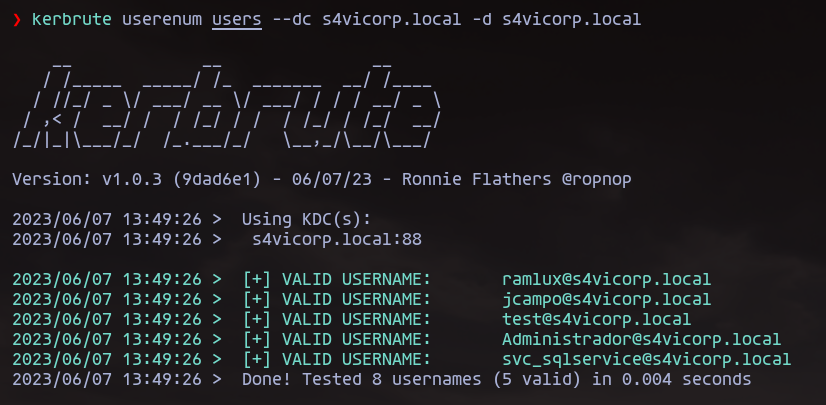 ❯ kerbrute userenum users --dc s4vicorp.local -d s4vicorp.local
    __             __               __
   / /_____  _____/ /_  _______  __/ /____
  / //_/ _ \/ ___/ __ \/ ___/ / / / __/ _ \
 / ,< /  __/ /  / /_/ / /  / /_/ / /_/  __/
/_/|_|\___/_/  /_.___/_/   \__,_/\__/\___/
Version: v1.0.3 (9dad6e1) - 06/07/23 - Ronnie Flathers @ropnop
2023/06/07 13:49:26 >  Using KDC(s):
2023/06/07 13:49:26 >   s4vicorp.local:88
2023/06/07 13:49:26 >  [+] VALID USERNAME:       ramlux@s4vicorp.local
2023/06/07 13:49:26 >  [+] VALID USERNAME:       jcampo@s4vicorp.local
2023/06/07 13:49:26 >  [+] VALID USERNAME:       test@s4vicorp.local
2023/06/07 13:49:26 >  [+] VALID USERNAME:       Administrador@s4vicorp.local
2023/06/07 13:49:26 >  [+] VALID USERNAME:       svc_sqlservice@s4vicorp.local
2023/06/07 13:49:26 >  Done! Tested 8 usernames (5 valid) in 0.004 seconds